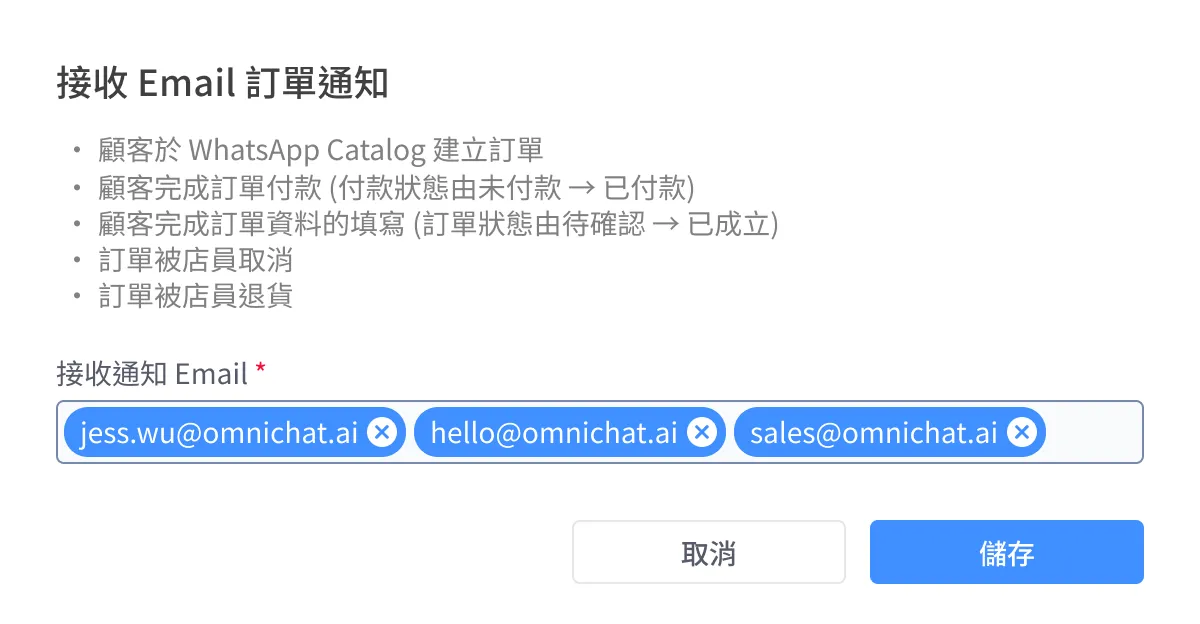 接收 Email 訂單通知
• 顧客於 WhatsApp Catalog 建立訂單
• 顧客完成訂單付款 (付款狀態由未付款 → 已付款)
• 顧客完成訂單資料的填寫 (訂單狀態由待確認 → 已成立)
• 訂單被店員取消
• 訂單被店員退貨
接收通知 Email *
jess.wu@omnichat.ai hello@omnichat.ai sales@omnichat.ai
取消 儲存